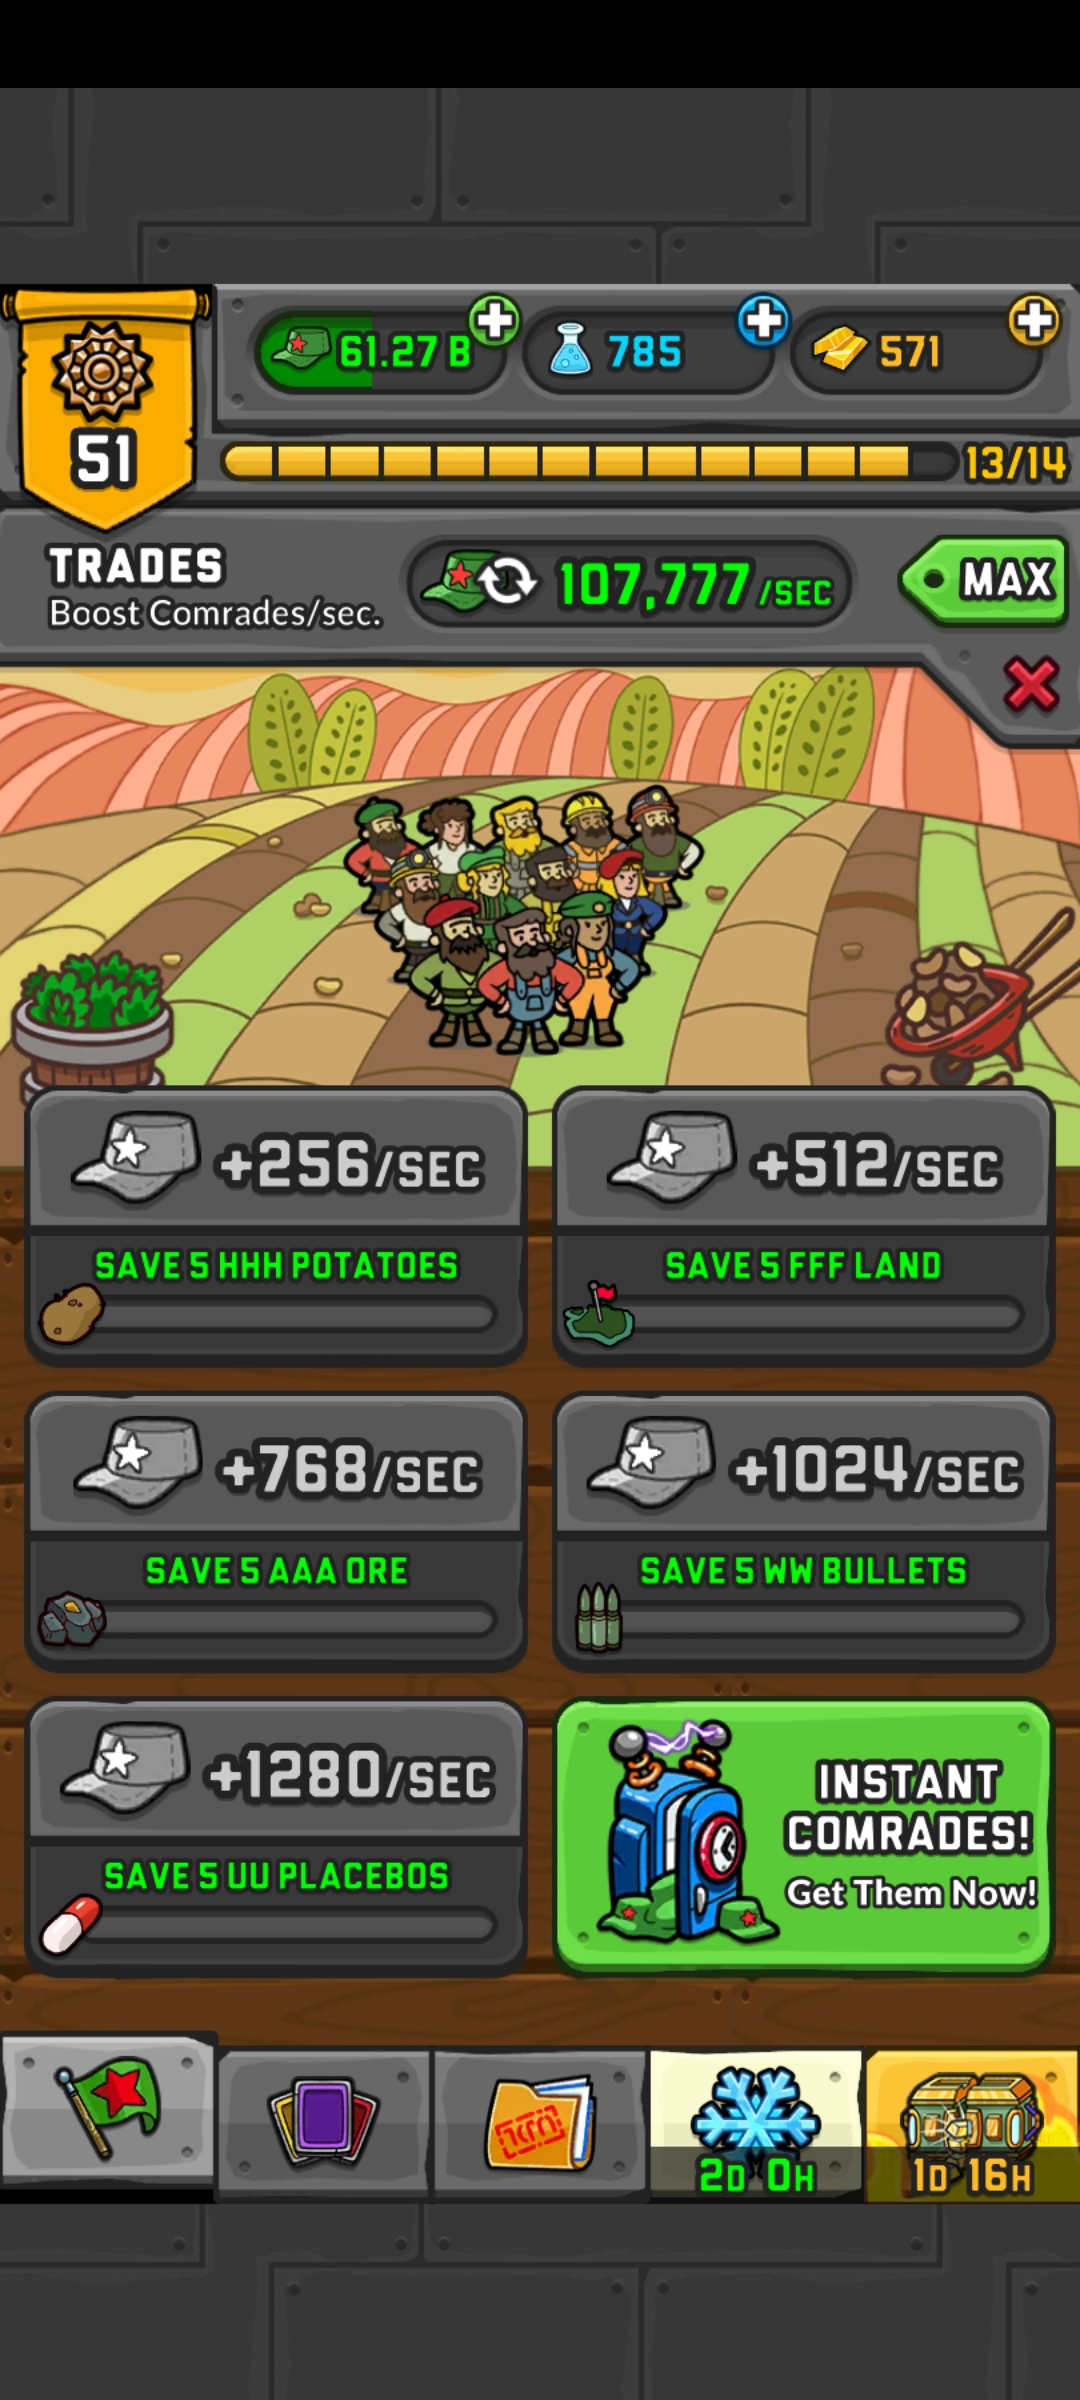 61.27 B
785
571
51
13/14
TRADES
Boost Comrades/sec.
107,777/SEC
MAX
+256/SEC
+512/SEC
SAVE 5 HHH POTATOES
SAVE 5 FFF LAND
+768/SEC
+1024/SEC
SAVE 5 AAA ORE
SAVE 5 WW BULLETS
+1280/SEC
INSTANT
COMRADES!
Get Them Now!
SAVE 5 UU PLACEBOS
2D 0H
1D 16H